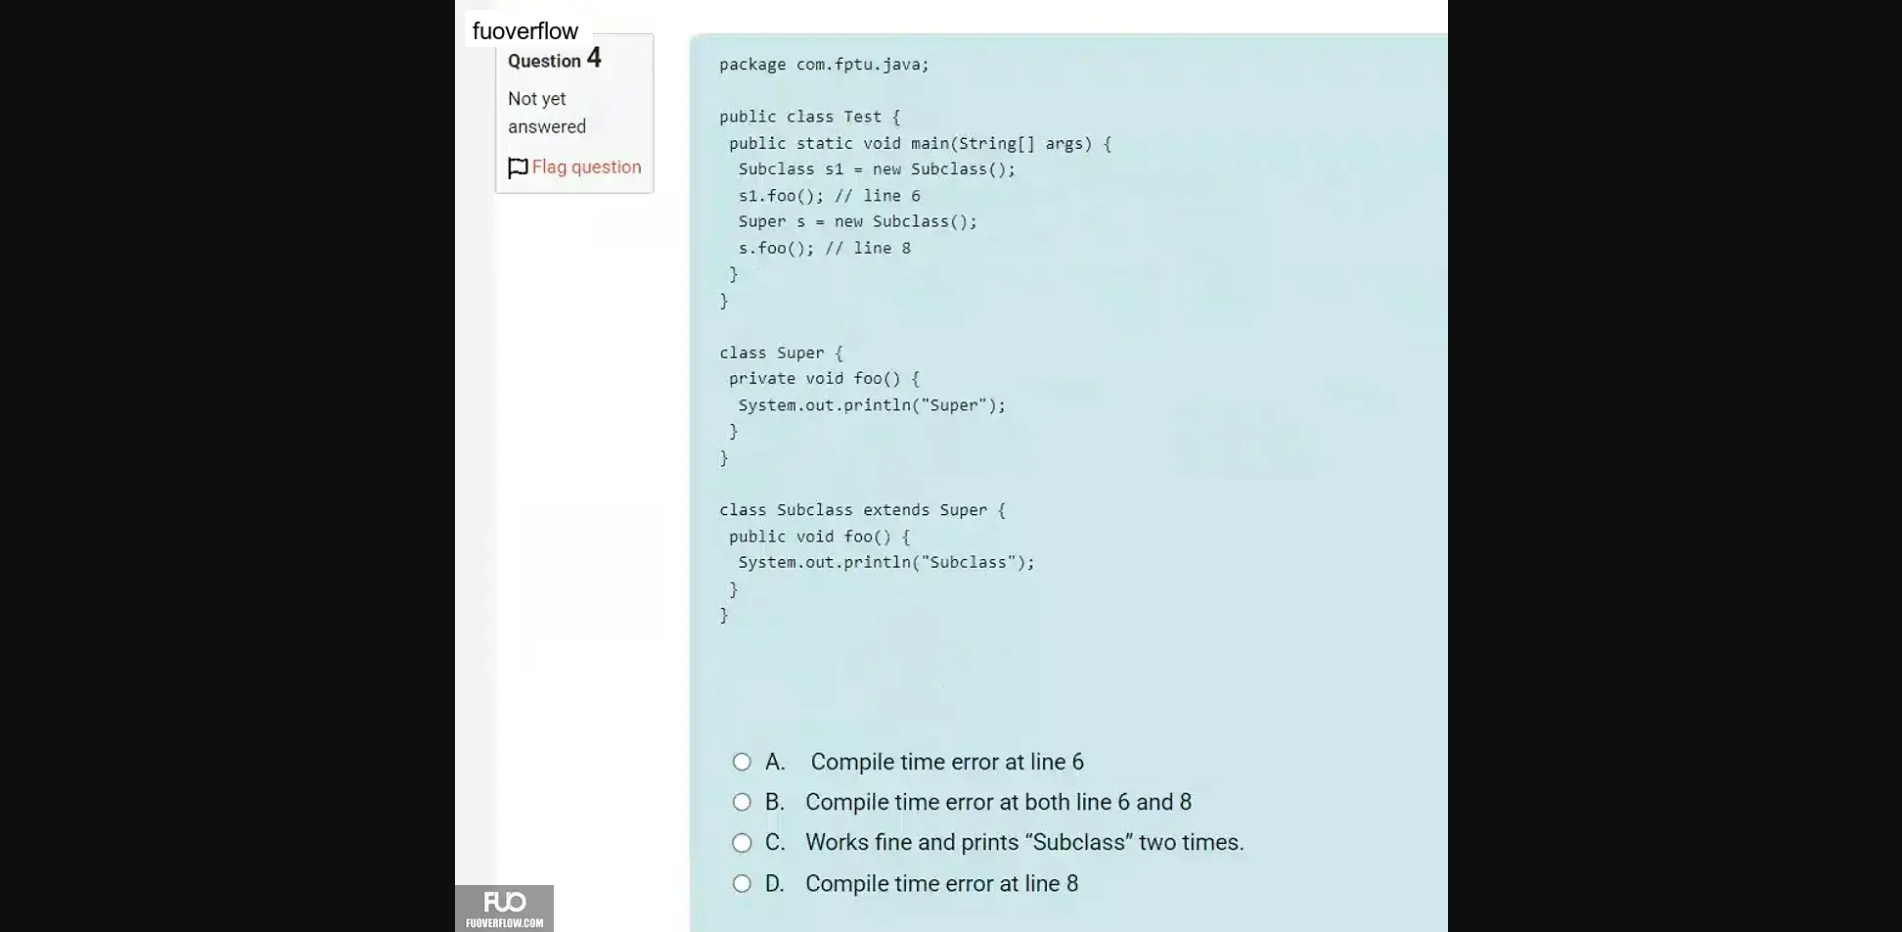 fuoverflow
Question 4
Not yet
answered
Flag question
package com.fptu.java;
public class Test {
public static void main(String[] args) {
Subclass s1 = new Subclass();
s1.foo(); // line 6
Super s = new Subclass();
s.foo(); // line 8
}
}
class Super {
private void foo() {
System.out.println("Super");
}
}
class Subclass extends Super {
public void foo() {
System.out.println("Subclass");
}
}
A. Compile time error at line 6
B. Compile time error at both line 6 and 8
C. Works fine and prints “Subclass” two times.
D. Compile time error at line 8
FUO
FUOVERFLOW.COM